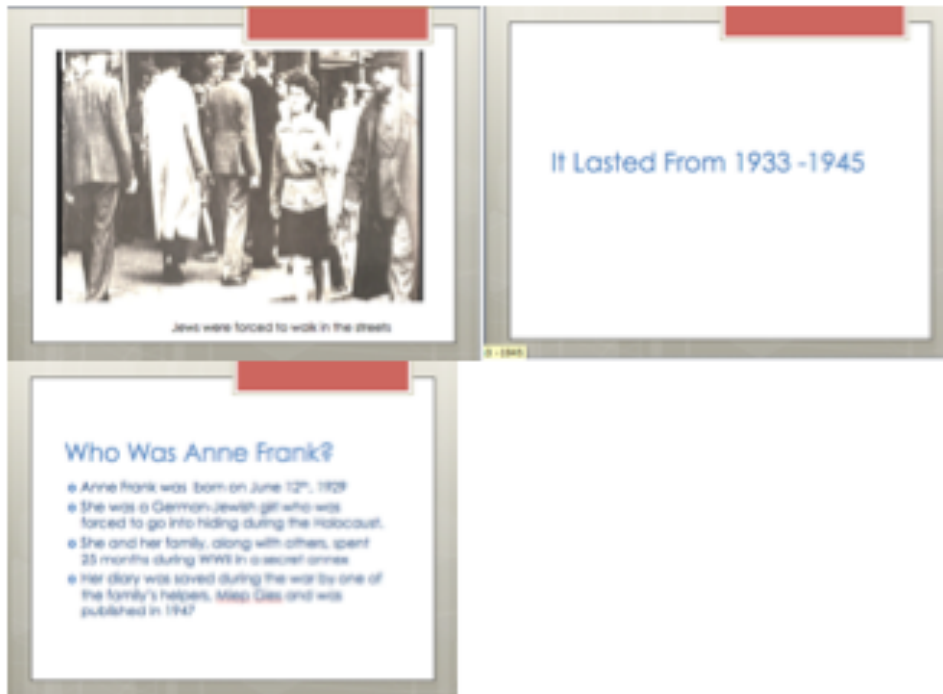 Jews were forced to walk in the streets
It Lasted From 1933 -1945
Who Was Anne Frank?
Anne Frank was born on June 12th, 1929
She was a German-Jewish girl who was
forced to go into hiding during the Holocaust.
She and her family, along with others, spent
25 months during WWII in a secret annex
Her diary was saved during the war by one of
the family's helpers, Miep Gies and was
published in 1947